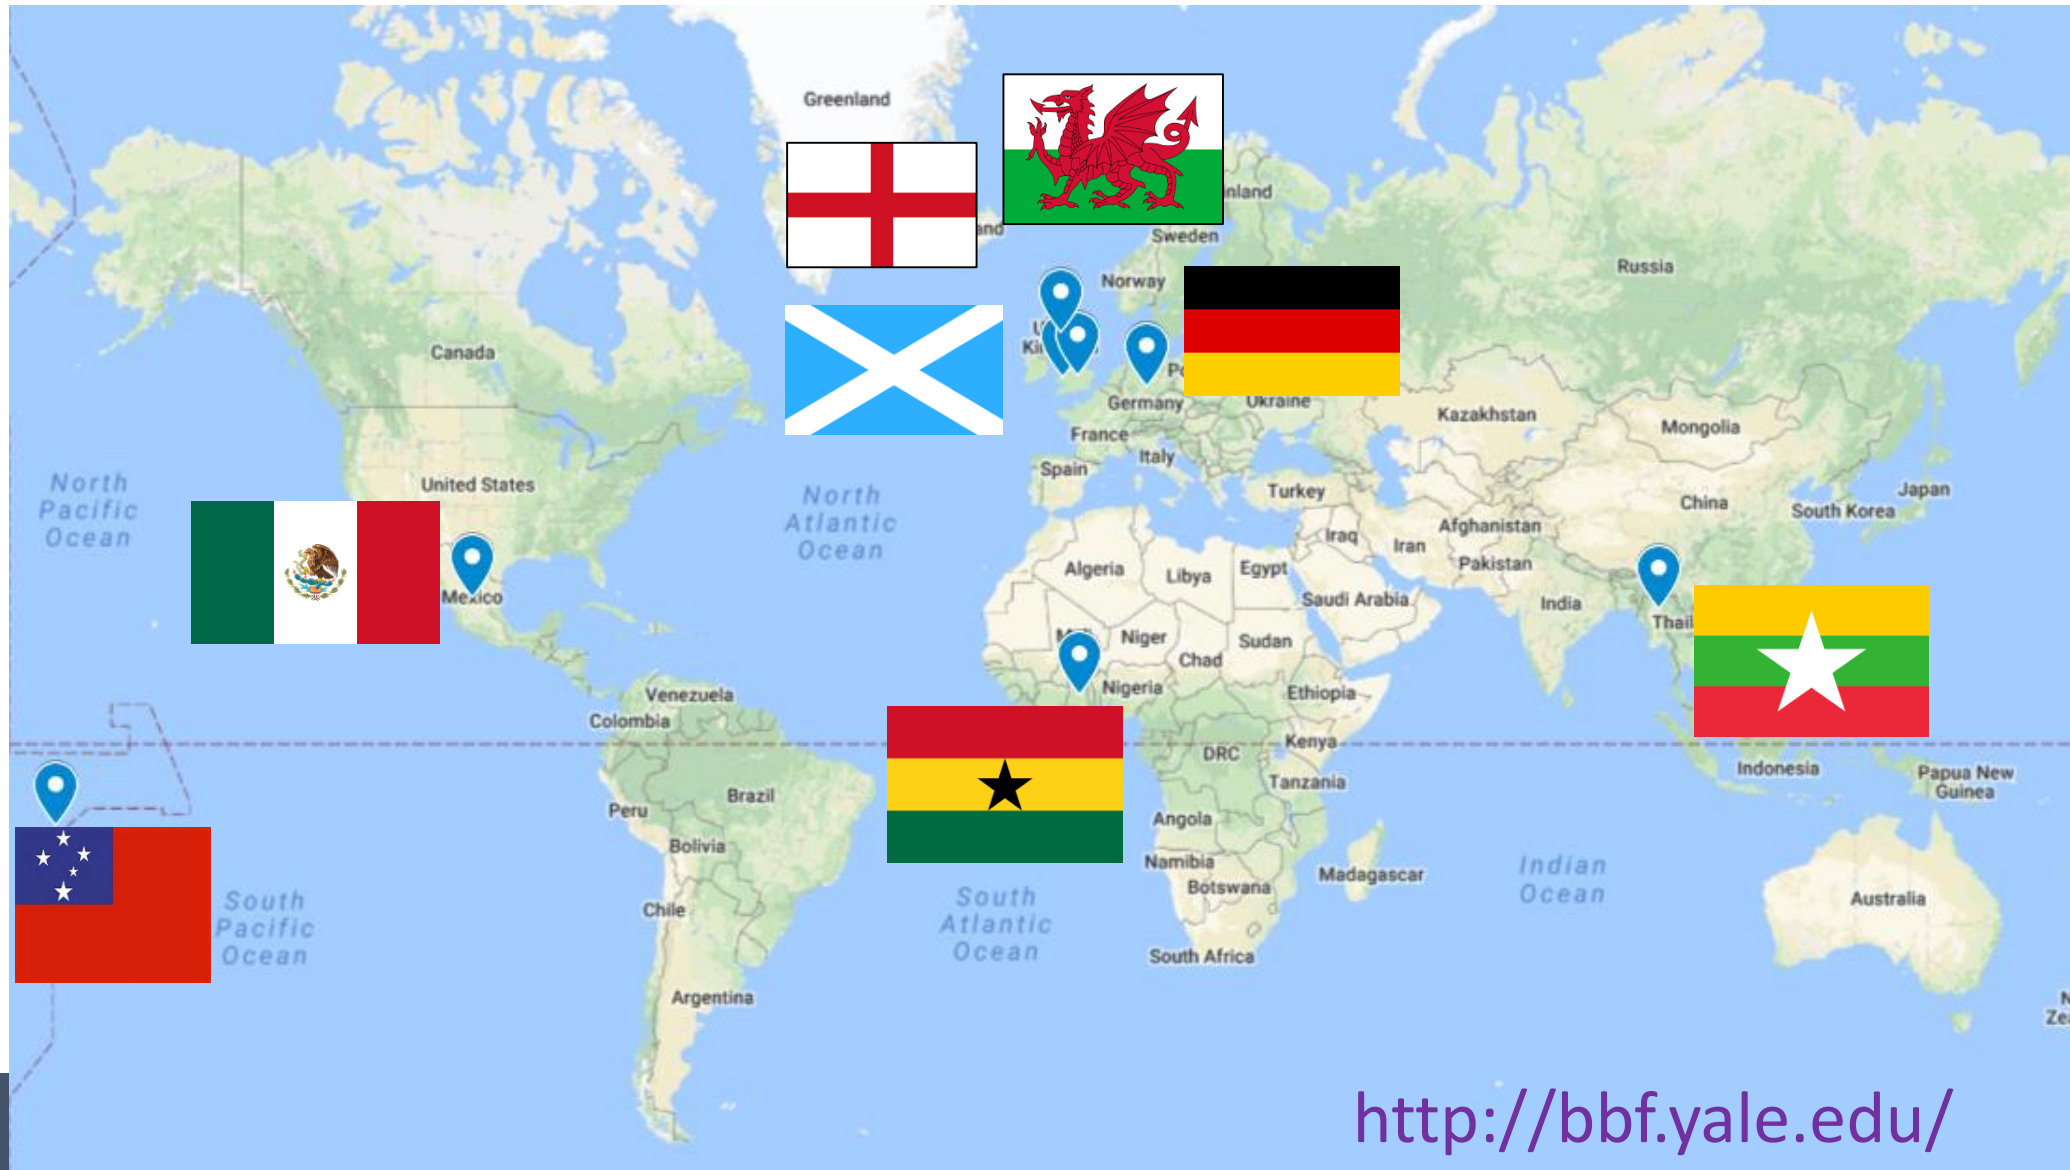 Greenland
Sweden
Norway
Russia
Canada
Germany
Ukraine
Kazakhstan
Mongolia
France
Italy
Spain
United States
North
Pacific
Ocean
North
Atlantic
Ocean
Turkey
China
Japan
South Korea
Afghanistan
Iraq
Iran
Pakistan
Algeria
Libya
Egypt
Saudi Arabia
India
Mexico
Niger
Sudan
Chad
Nigeria
Ethiopia
Venezuela
Colombia
DRC
Kenya
Tanzania
Indonesia
Papua New
Guinea
Peru
Brazil
Angola
Bolivia
Namibia
Botswana
Madagascar
Indian
Ocean
Australia
South
Pacific
Ocean
Chile
South
Atlantic
Ocean
South Africa
Argentina
http://bbf.yale.edu/